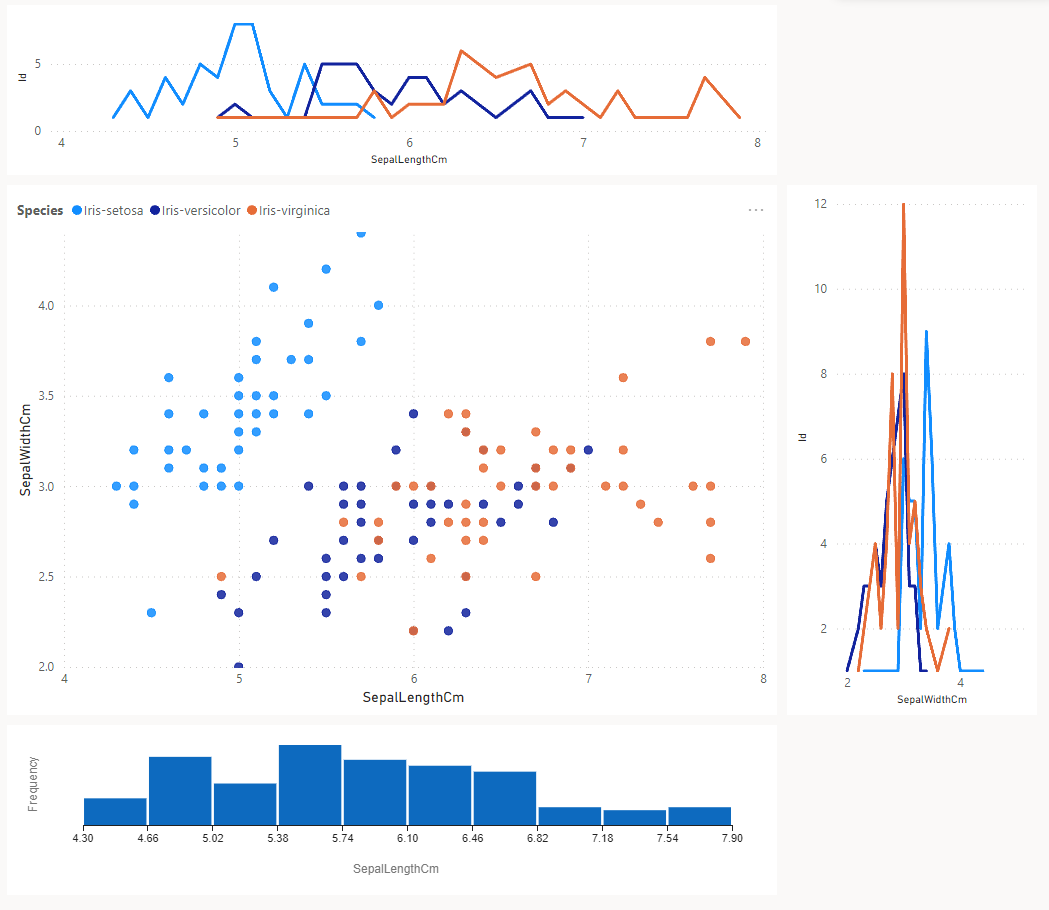 Id
5
0
4 5 6 7 8
SepalLengthCm
Species Iris-setosa Iris-versicolor Iris-virginica
...
SepalWidthCm
4.0
3.5
3.0
2.5
2.0
4 5 6 7 8
SepalLengthCm
Id
12
10
8
6
4
2
2 4
SepalWidthCm
Frequency
4.30 4.66 5.02 5.38 5.74 6.10 6.46 6.82 7.18 7.54 7.90
SepalLengthCm